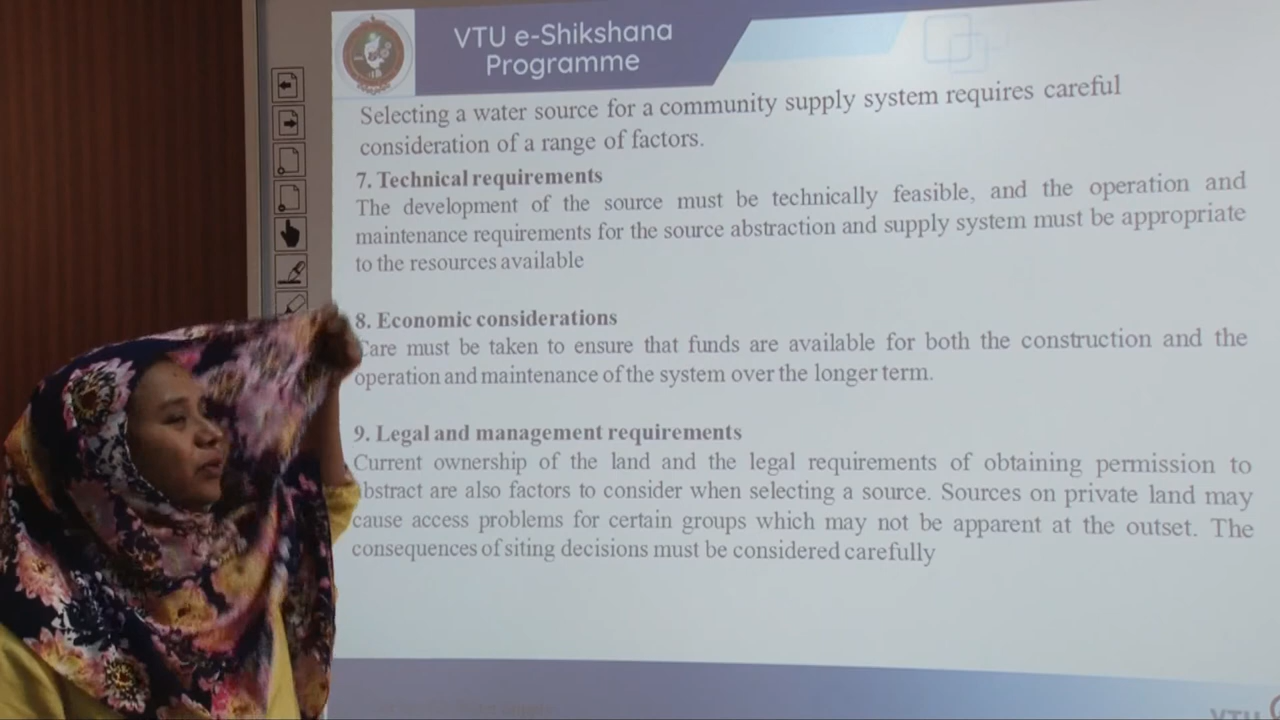 VTU e-Shikshana
Programme
Selecting a water source for a community supply system requires careful
consideration of a range of factors.
7. Technical requirements
The development of the source must be technically feasible, and the operation and
maintenance requirements for the source abstraction and supply system must be appropriate
to the resources available
8. Economic considerations
Care must be taken to ensure that funds are available for both the construction and the
operation and maintenance of the system over the longer term.
9. Legal and management requirements
Current ownership of the land and the legal requirements of obtaining permission to
abstract are also factors to consider when selecting a source. Sources on private land may
cause access problems for certain groups which may not be apparent at the outset. The
consequences of siting decisions must be considered carefully
VTU